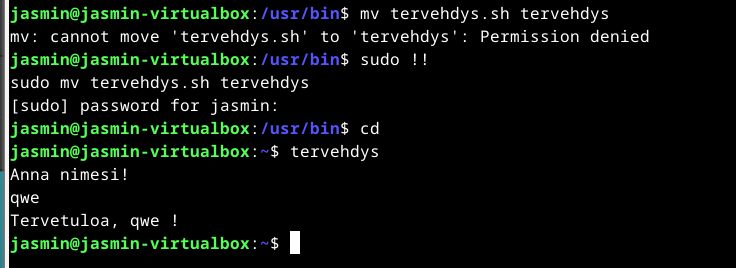 jasmin@jasmin-virtualbox:/usr/bin$ mv tervehdys.sh tervehdys
mv: cannot move 'tervehdys.sh' to 'tervehdys': Permission denied
jasmin@jasmin-virtualbox:/usr/bin$ sudo !!
sudo mv tervehdys.sh tervehdys
[sudo] password for jasmin:
jasmin@jasmin-virtualbox:/usr/bin$ cd
jasmin@jasmin-virtualbox:~$ tervehdys
Anna nimesi!
qwe
Tervetuloa, qwe !
jasmin@jasmin-virtualbox:~$